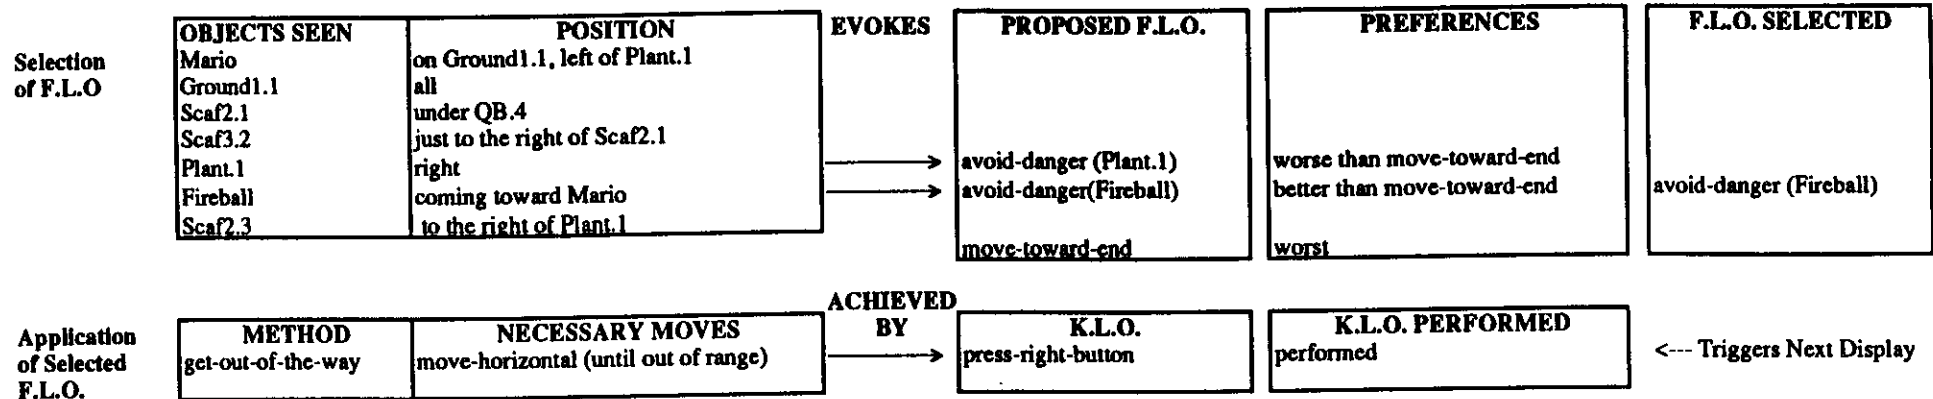 OBJECTS SEEN POSITION EVOKES PROPOSED F.L.O. PREFERENCES F.L.O. SELECTED
Selection Mario on Ground1.1, left of Plant.1
of F.L.O Ground1.1 all
Scaf2.1 under QB.4
Scaf3.2 just to the right of Scaf2.1
Plant.1 right ———> avoid-danger (Plant.1) worse than move-toward-end
Fireball coming toward Mario ———> avoid-danger(Fireball) better than move-toward-end avoid-danger (Fireball)
Scaf2.3 to the right of Plant.1
move-toward-end worst
ACHIEVED
Application METHOD NECESSARY MOVES BY K.L.O. K.L.O. PERFORMED
of Selected get-out-of-the-way move-horizontal (until out of range) ———> press-right-button performed <--- Triggers Next Display
F.L.O.